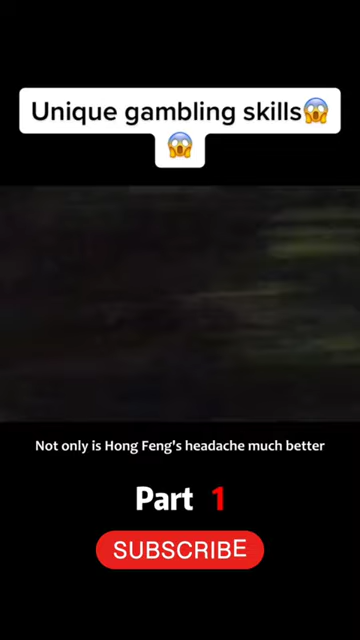 Unique gambling skills😱
😱
Not only is Hong Feng's headache much better
Part 1
SUBSCRIBE